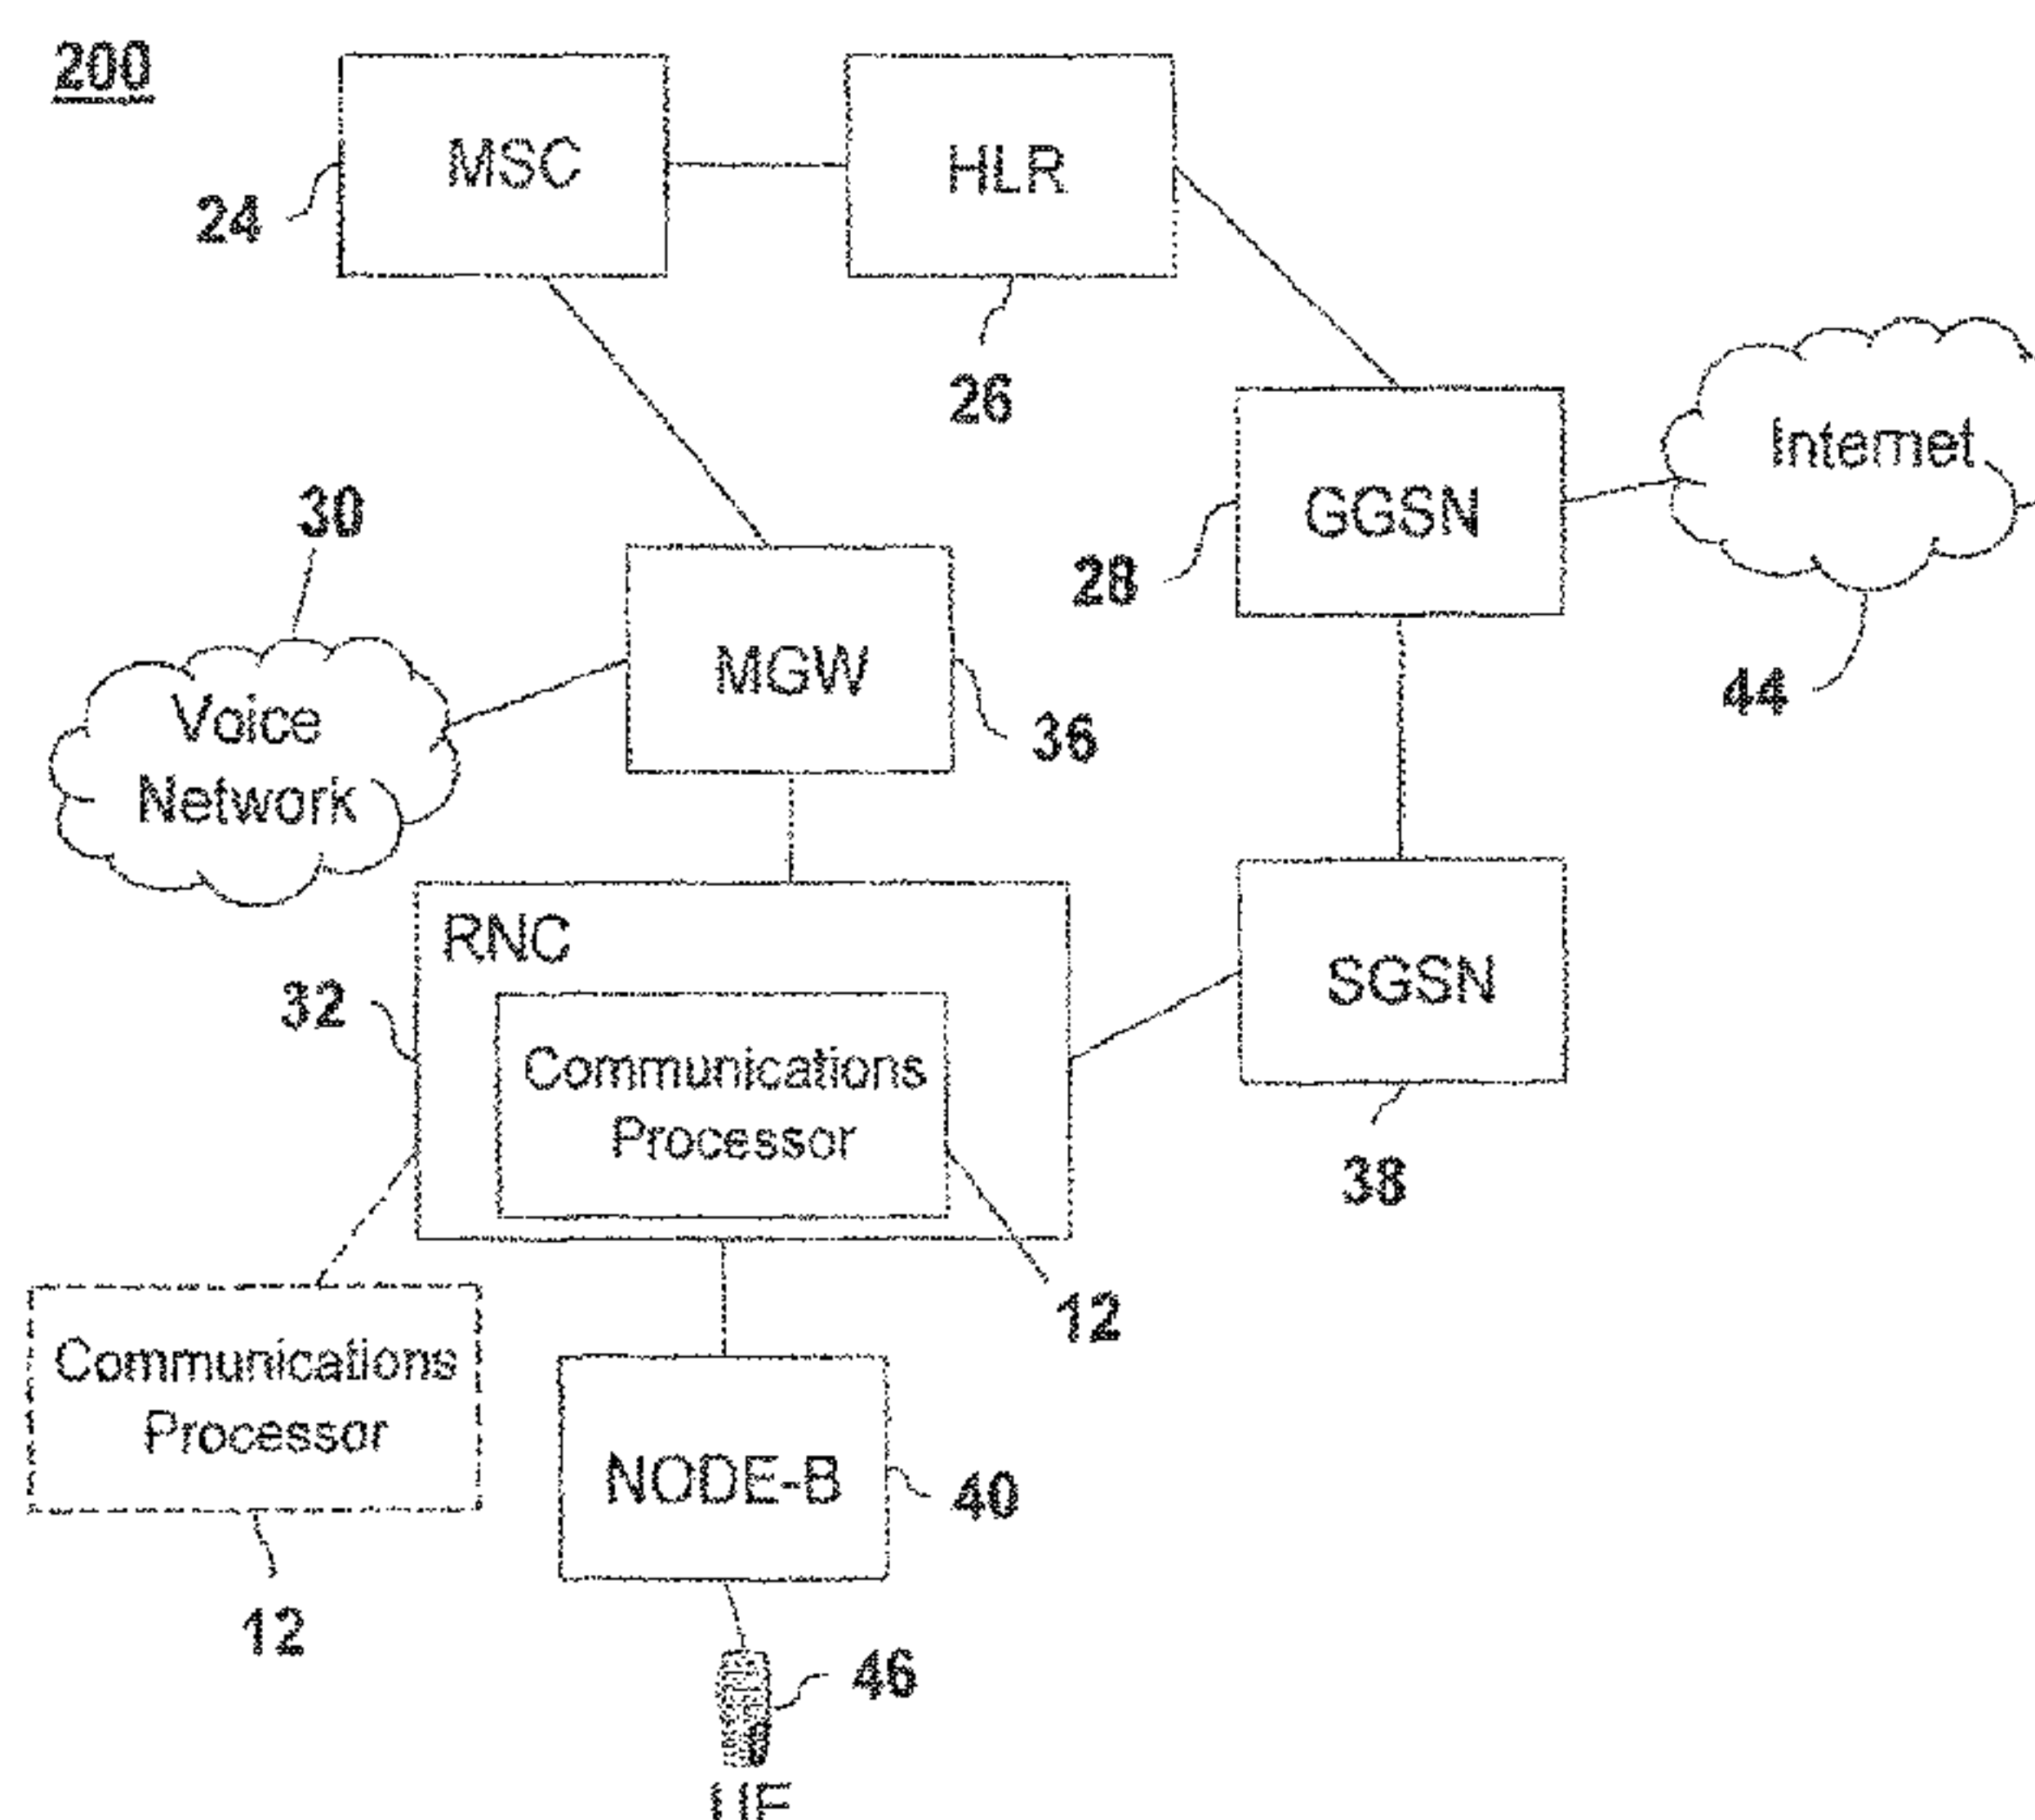 200
MSC
HLR
24
26
Internet
30
GGSN
28
MGW
44
Voice
36
Network
RNC
SGSN
32
Communications
Processor
38
12
Communications
Processor
NODE-B
40
12
46
UE